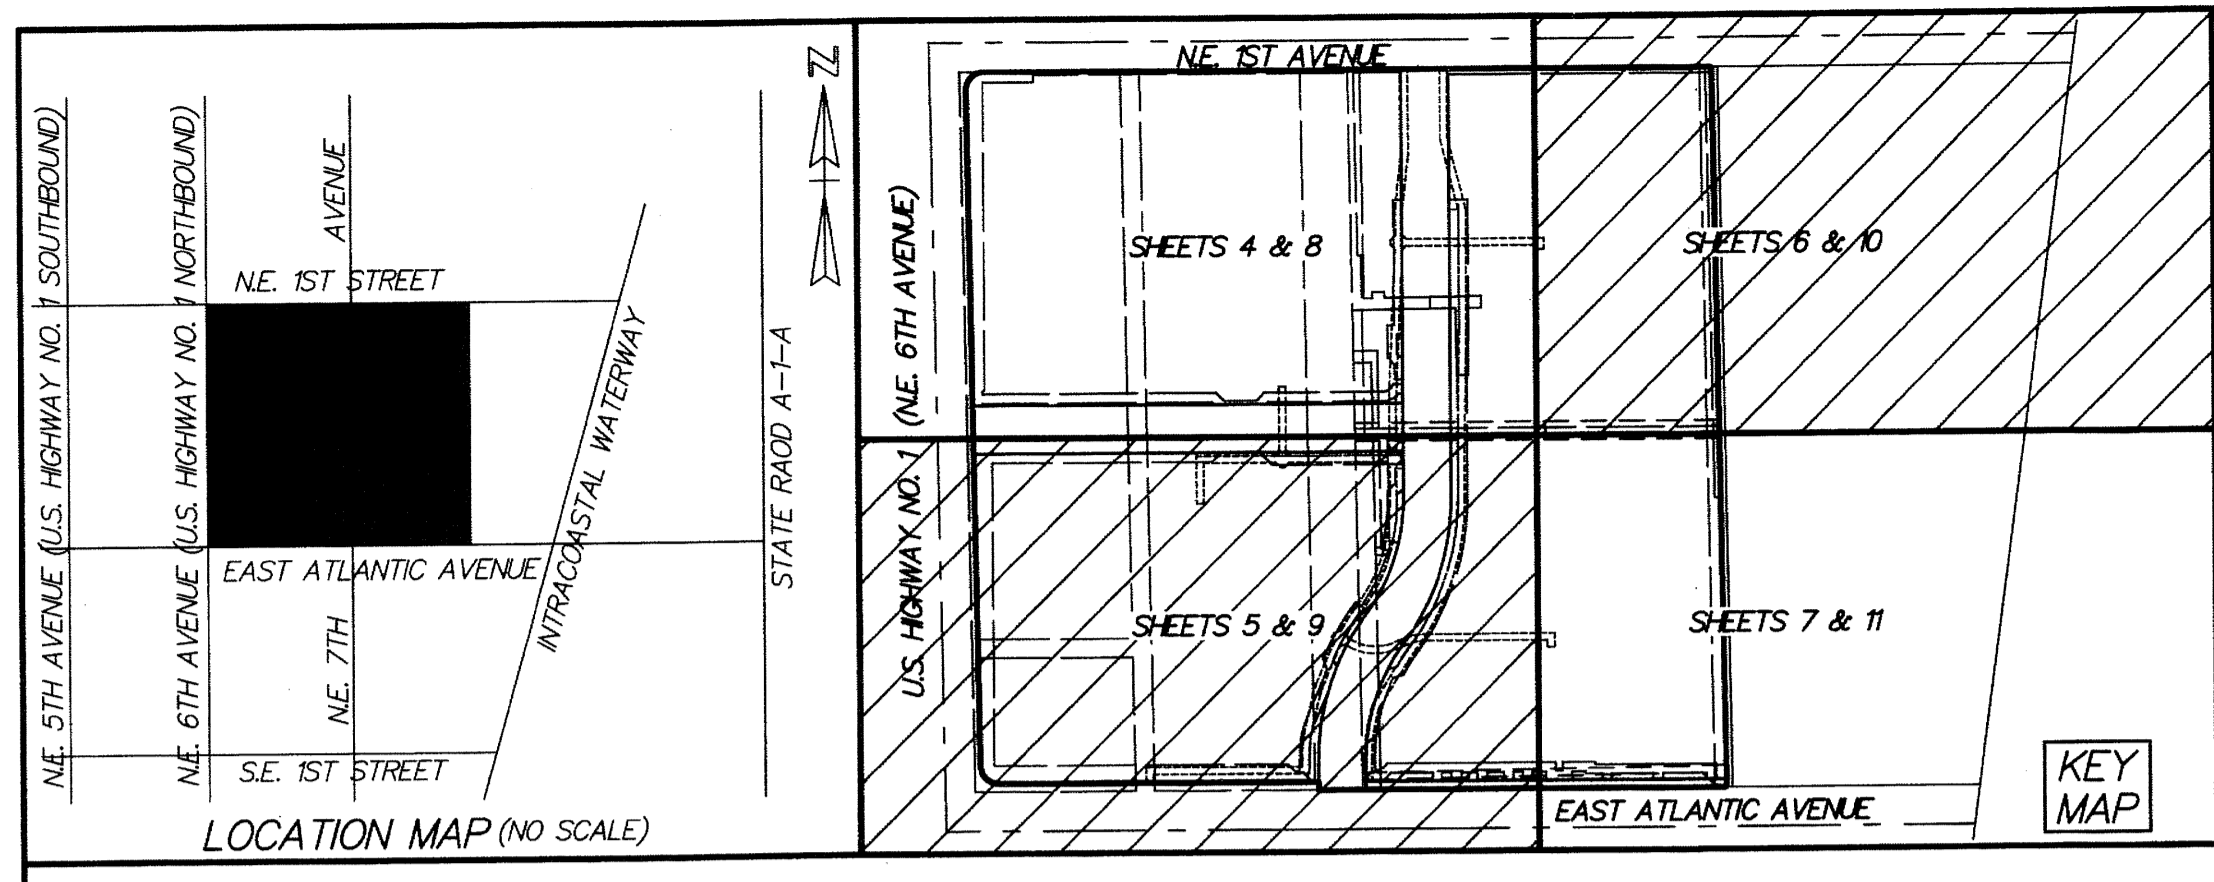 N.E. 5TH AVENUE (U.S. HIGHWAY NO. 1 SOUTHBOUND)
N.E. 6TH AVENUE (U.S. HIGHWAY NO. 1 NORTHBOUND)
AVENUE
N.E. 7TH
N.E. 1ST STREET
EAST ATLANTIC AVENUE
S.E. 1ST STREET
INTRACOASTAL WATERWAY
STATE RAOD A-1-A
N
LOCATION MAP (NO SCALE)
N.E. 1ST AVENUE
U.S. HIGHWAY NO. 1 (N.E. 6TH AVENUE)
SHEETS 4 & 8
SHEETS 6 & 10
SHEETS 5 & 9
SHEETS 7 & 11
EAST ATLANTIC AVENUE
KEY
MAP